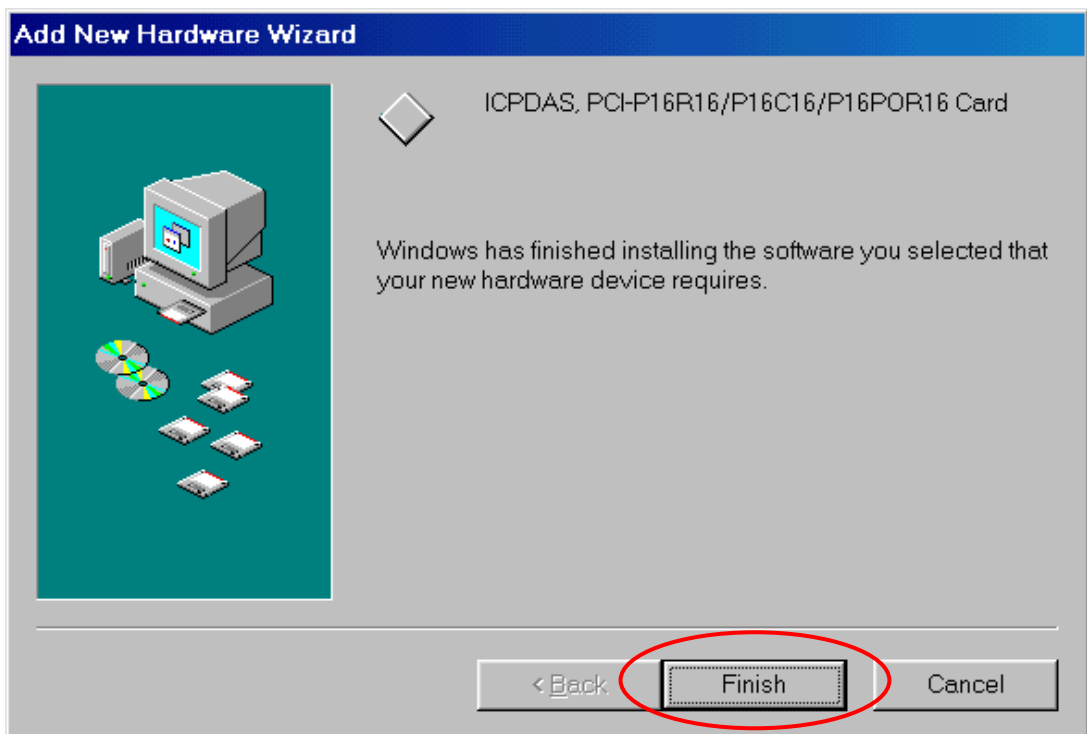 Add New Hardware Wizard
ICPDAS, PCI-P16R16/P16C16/P16POR16 Card
Windows has finished installing the software you selected that
your new hardware device requires.
< Back
Finish
Cancel